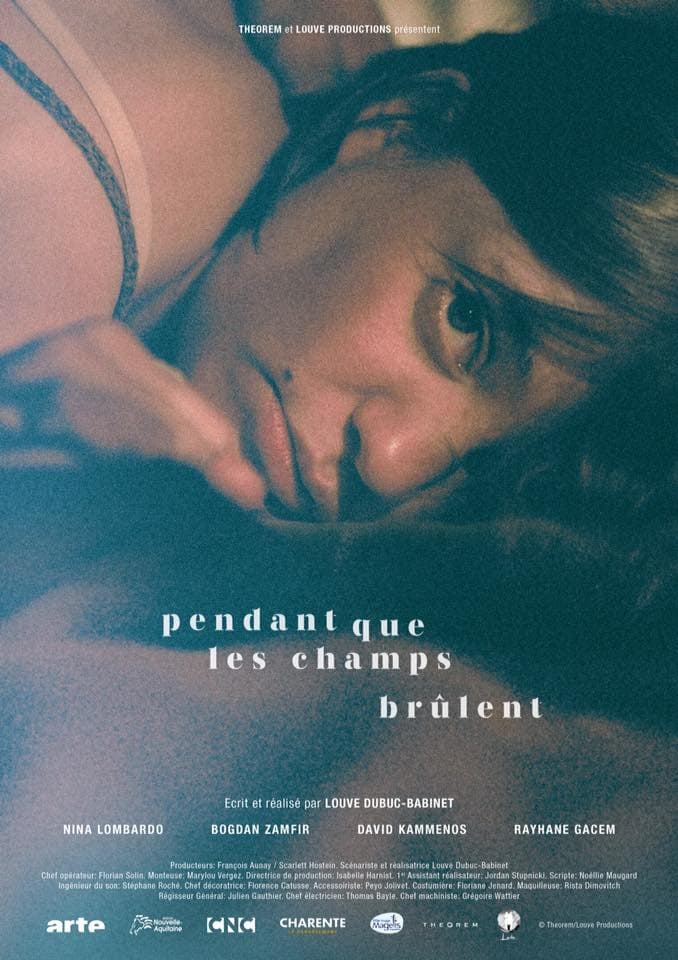 THEOREM et LOUVE PRODUCTIONS présentent
pendant que
les champs
brûlent
Ecrit et réalisé par LOUVE DUBUC-BABINET
NINA LOMBARDO BOGDAN ZAMFIR DAVID KAMMENOS RAYHANE GACEM
Producteurs: François Aunay / Scarlett Hostein. Scénariste et réalisatrice Louve Dubuc-Babinet
Chef opérateur: Florian Solin. Monteuse: Marylou Vergez. Directrice de production: Isabelle Harnist. 1er Assistant réalisateur: Jordan Stupnicki. Scripte: Noëllie Maugard
Ingénieur du son: Stéphane Roché. Chef décoratrice: Florence Catusse. Accessoiriste: Peyo Jolivet. Costumière: Floriane Jenard. Maquilleuse: Rista Dimovitch
Régisseur Général: Julien Gauthier. Chef électricien: Thomas Bayle. Chef machiniste: Grégory Wattier
arte Nouvelle-Aquitaine CNC CHARENTE LE DÉPARTEMENT Magelis THEOREM © Theorem/Louve Productions